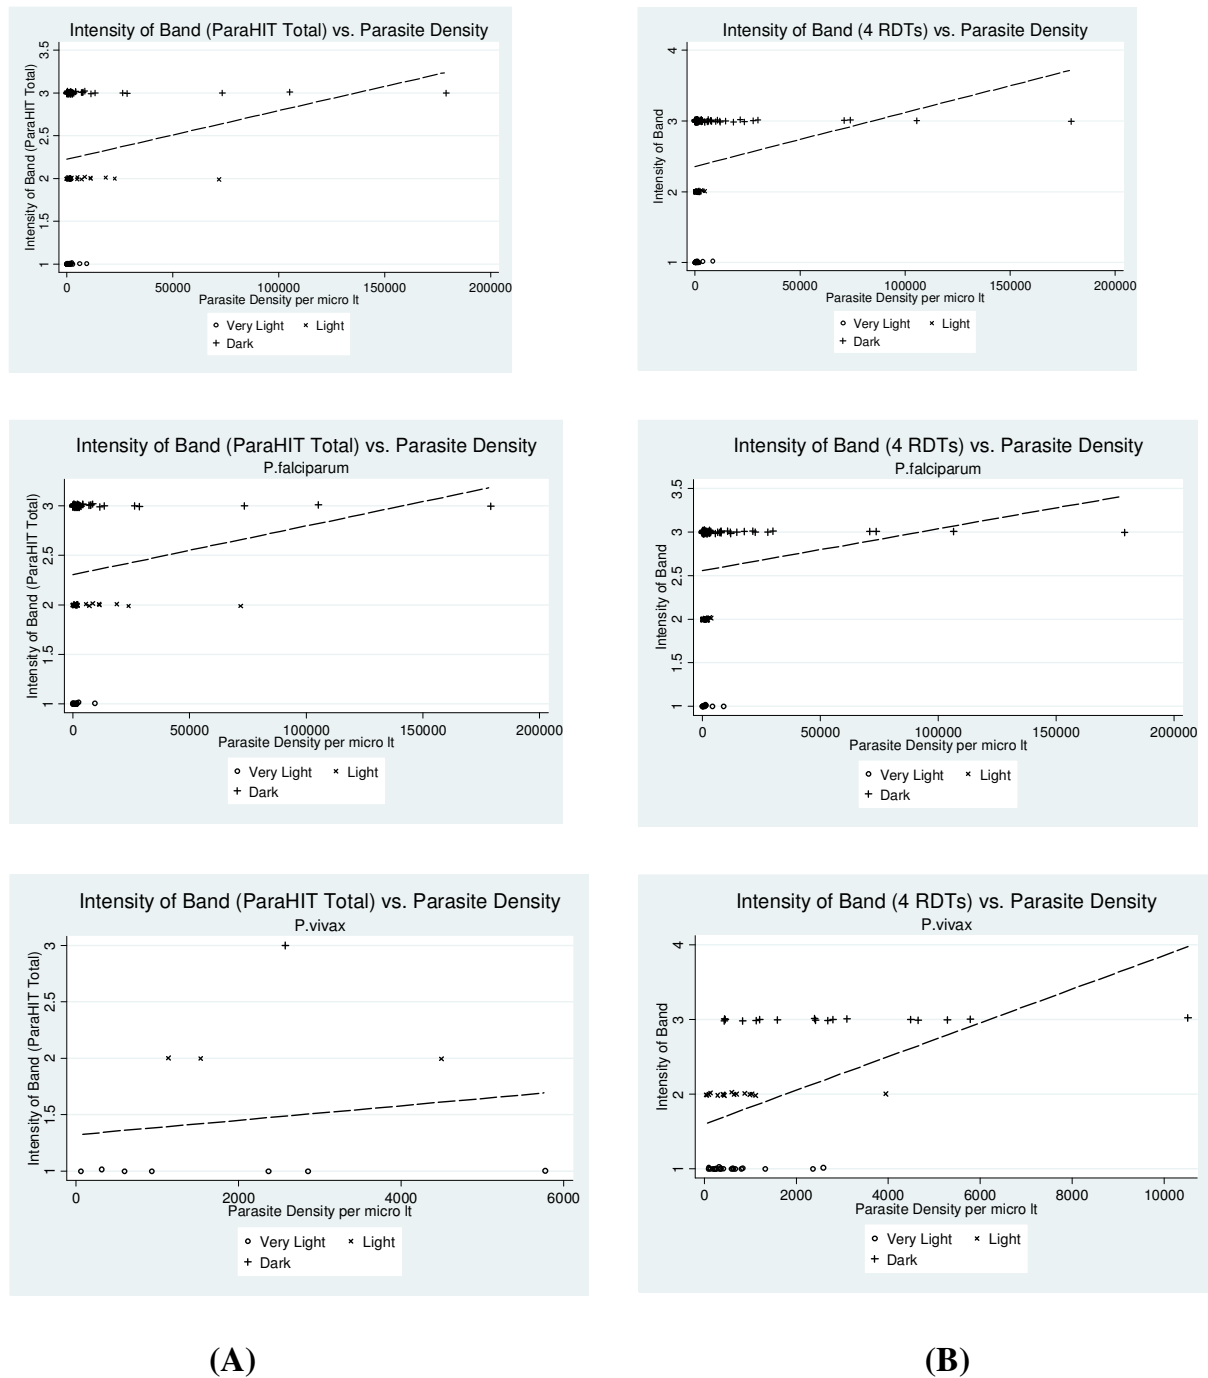 Intensity of Band (ParaHIT Total) vs. Parasite Density
Intensity of Band (ParaHIT Total)
3.5
3
2.5
2
1.5
1
0 50000 100000 150000 200000
Parasite Density per micro lt
Very Light Light
Dark
Intensity of Band (4 RDTs) vs. Parasite Density
Intensity of Band
4
3
2
1
0 50000 100000 150000 200000
Parasite Density per micro lt
Very Light Light
Dark
Intensity of Band (ParaHIT Total) vs. Parasite Density
P.falciparum
Intensity of Band (ParaHIT Total)
3
2.5
2
1.5
1
0 50000 100000 150000 200000
Parasite Density per micro lt
Very Light Light
Dark
Intensity of Band (4 RDTs) vs. Parasite Density
P.falciparum
Intensity of Band
3.5
3
2.5
2
1.5
1
0 50000 100000 150000 200000
Parasite Density per micro lt
Very Light Light
Dark
Intensity of Band (ParaHIT Total) vs. Parasite Density
P.vivax
Intensity of Band (ParaHIT Total)
3
2.5
2
1.5
1
0 2000 4000 6000
Parasite Density per micro lt
Very Light Light
Dark
Intensity of Band (4 RDTs) vs. Parasite Density
P.vivax
Intensity of Band
4
3
2
1
0 2000 4000 6000 8000 10000
Parasite Density per micro lt
Very Light Light
Dark
(A) (B)